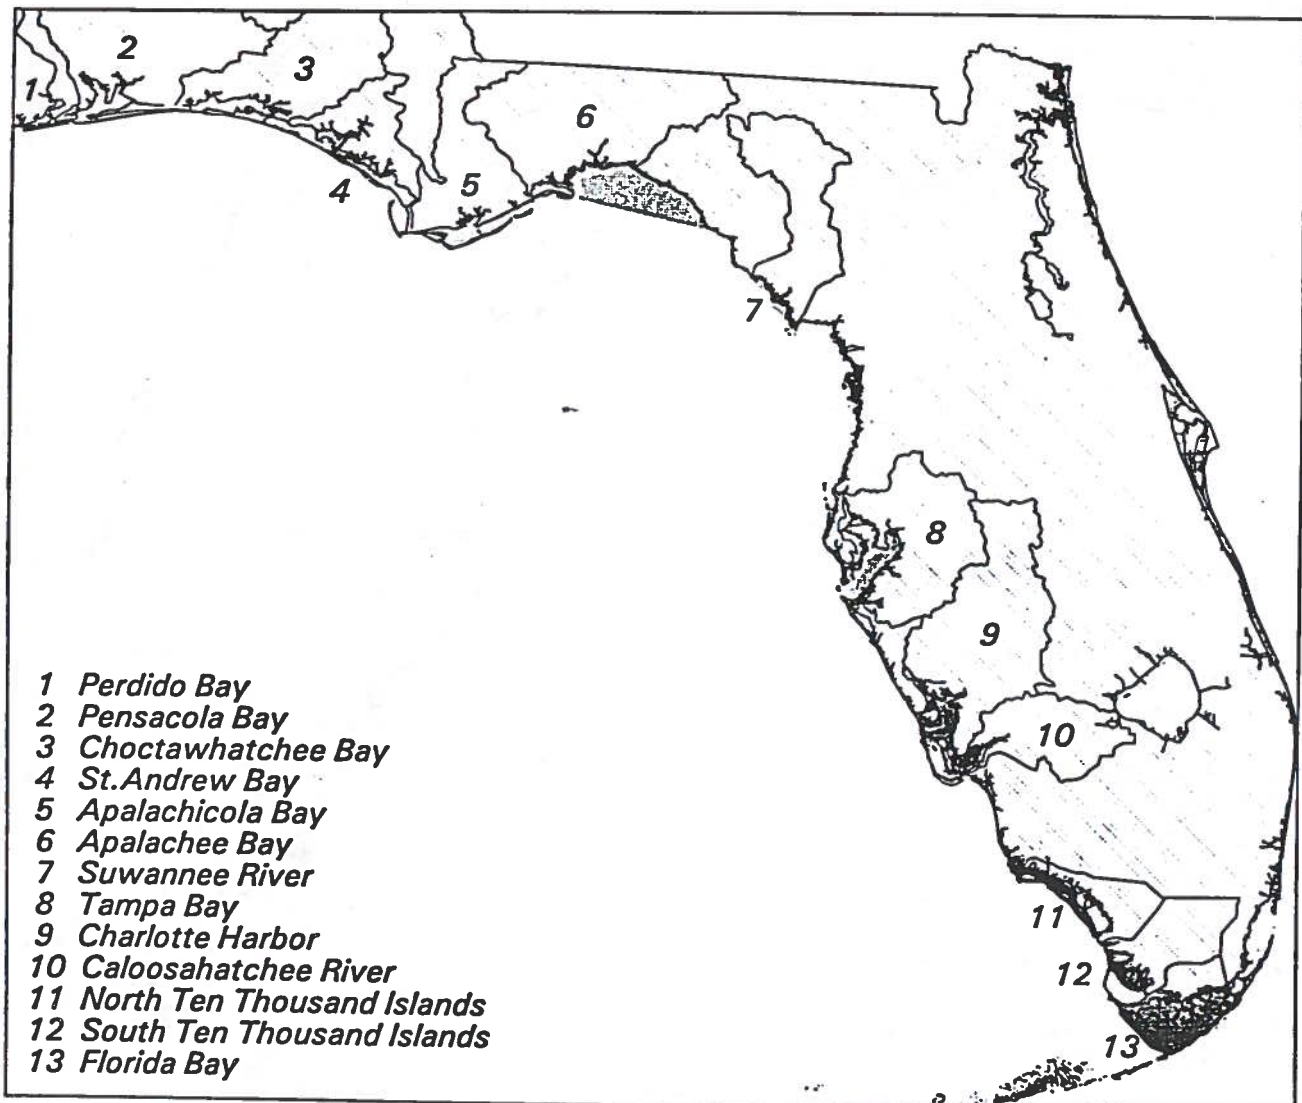 1
2
3
4
5
6
7
8
9
10
11
12
13
1 Perdido Bay
2 Pensacola Bay
3 Choctawhatchee Bay
4 St.Andrew Bay
5 Apalachicola Bay
6 Apalachee Bay
7 Suwannee River
8 Tampa Bay
9 Charlotte Harbor
10 Caloosahatchee River
11 North Ten Thousand Islands
12 South Ten Thousand Islands
13 Florida Bay